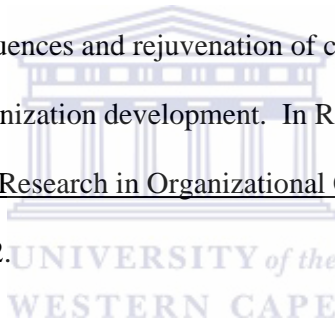 uences and rejuvenation of c
nization development. In R
Research in Organizational
2.
UNIVERSITY of the
WESTERN CAPE